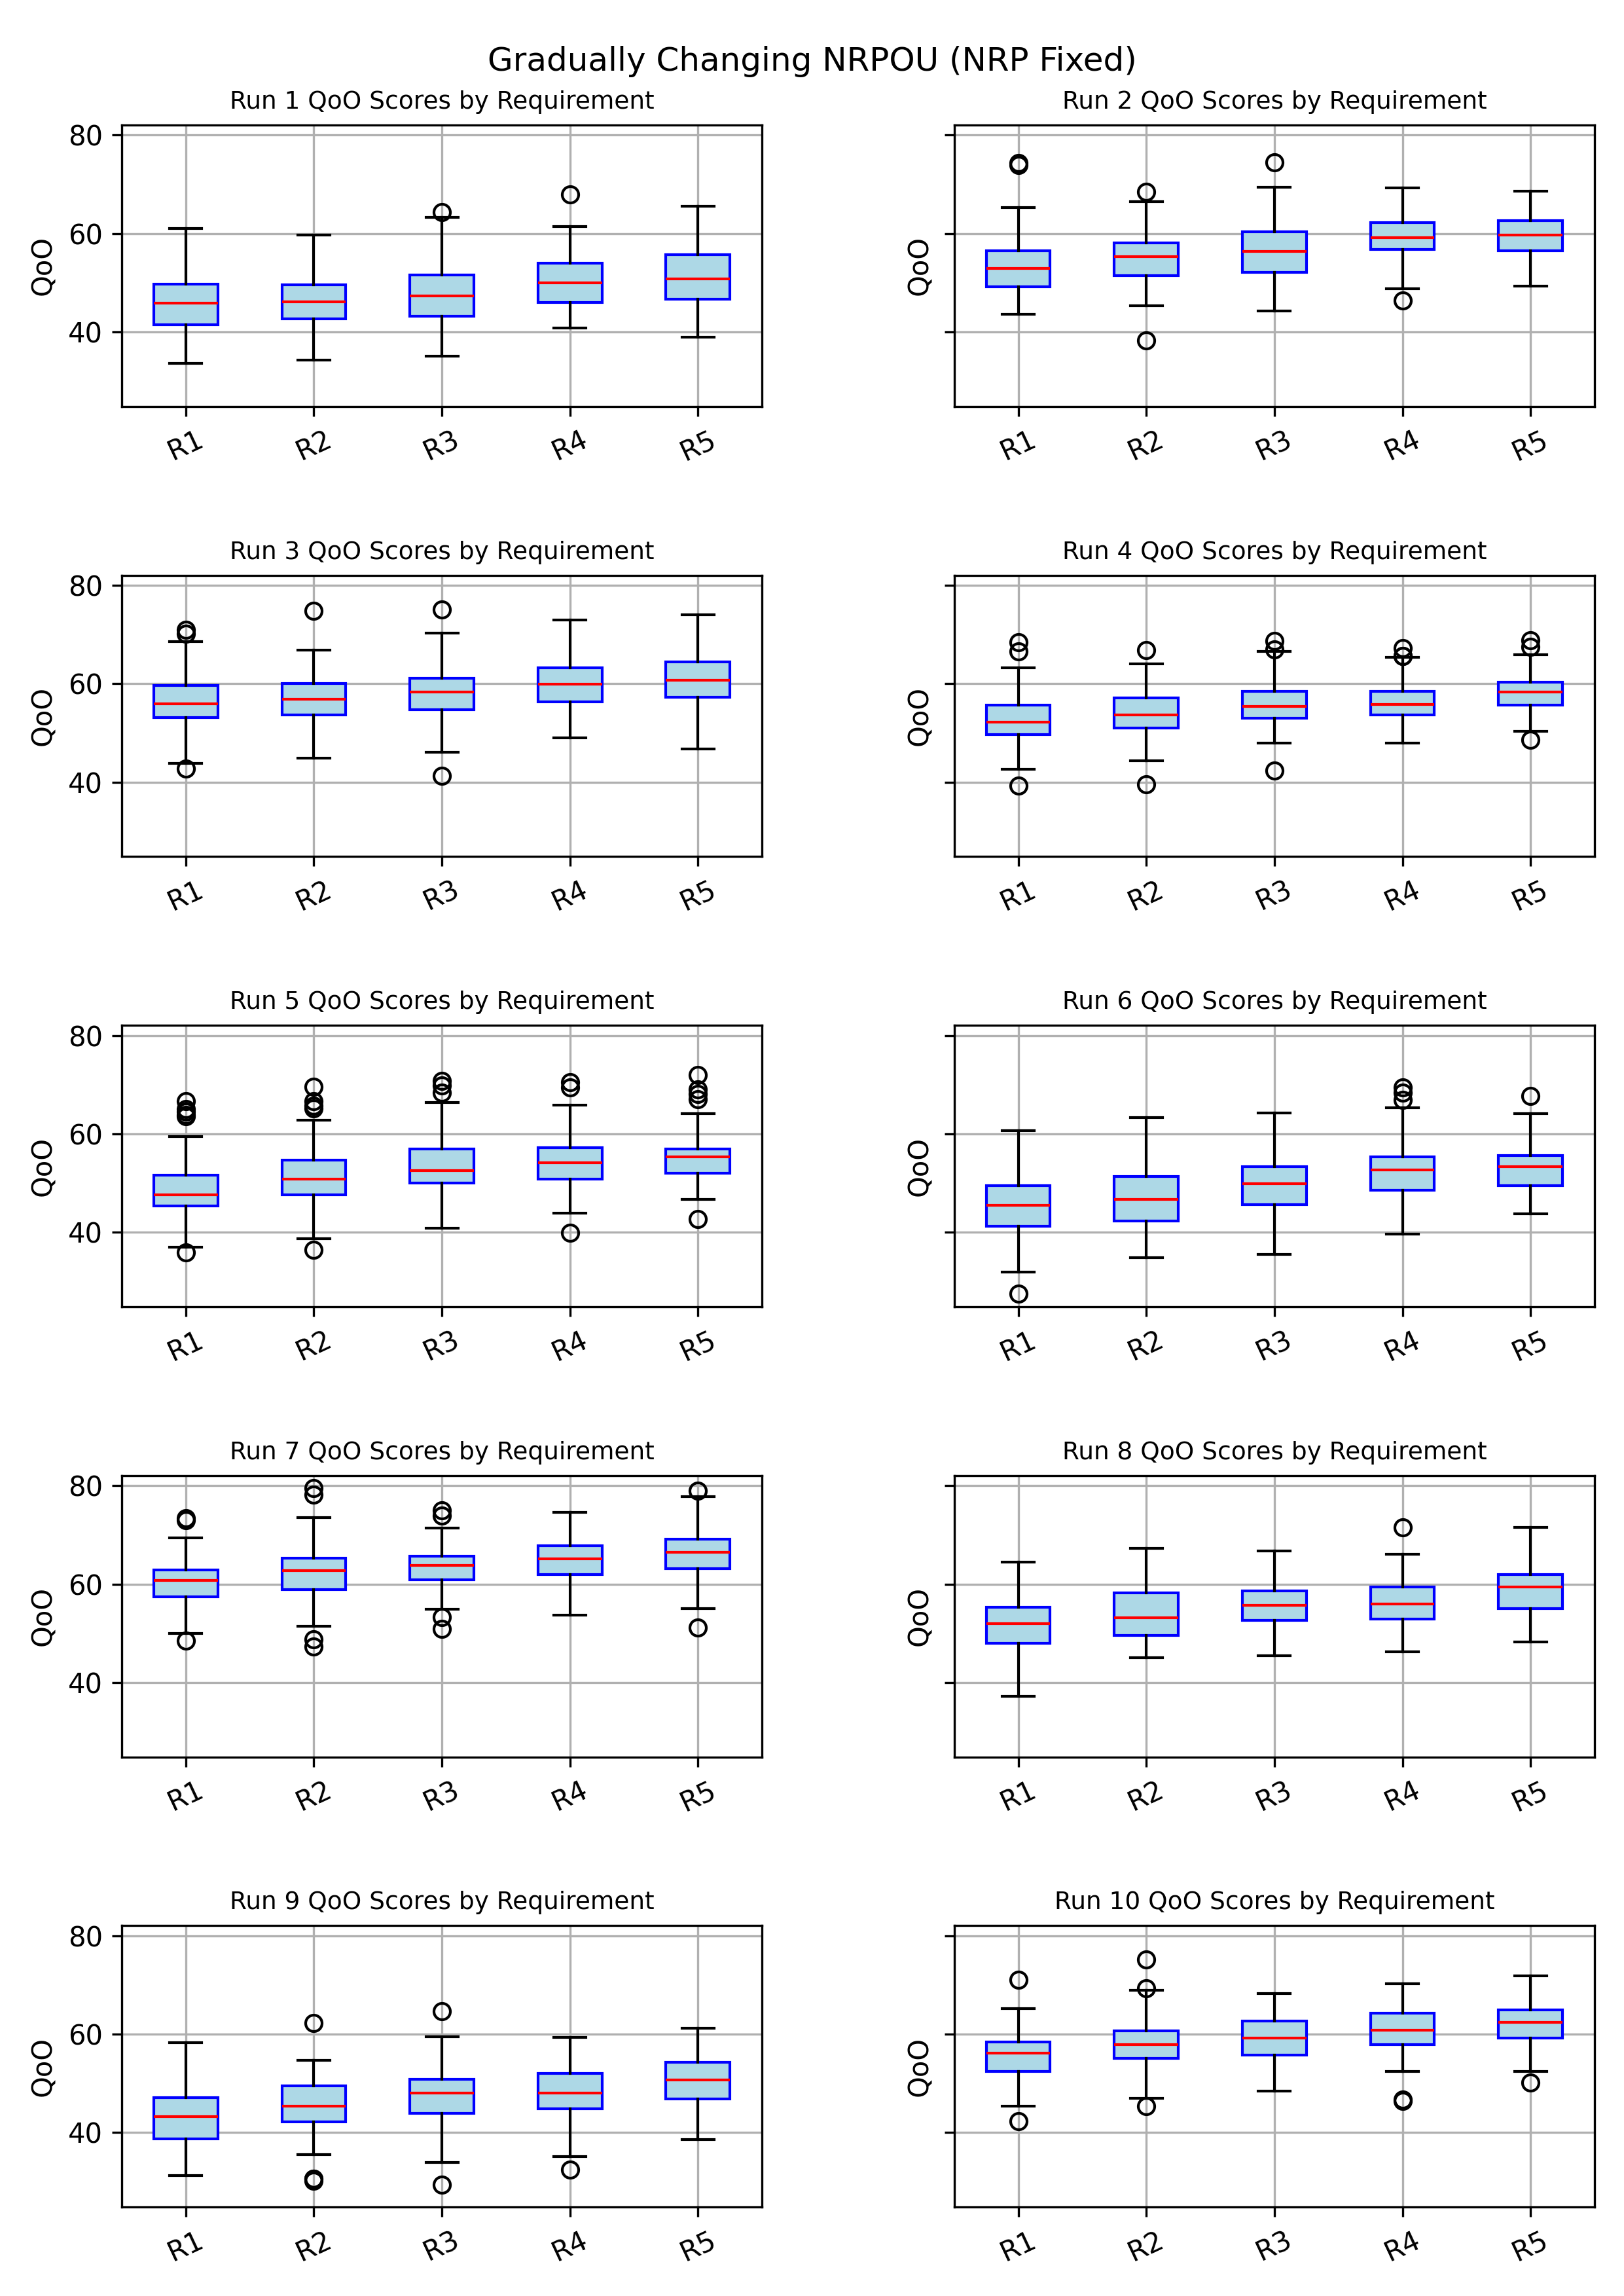 Gradually Changing NRPOU (NRP Fixed)
Run 1 QoO Scores by Requirement
80
60
40
QoO
R1 R2 R3 R4 R5
Run 2 QoO Scores by Requirement
QoO
R1 R2 R3 R4 R5
Run 3 QoO Scores by Requirement
80
60
40
QoO
R1 R2 R3 R4 R5
Run 4 QoO Scores by Requirement
QoO
R1 R2 R3 R4 R5
Run 5 QoO Scores by Requirement
80
60
40
QoO
R1 R2 R3 R4 R5
Run 6 QoO Scores by Requirement
QoO
R1 R2 R3 R4 R5
Run 7 QoO Scores by Requirement
80
60
40
QoO
R1 R2 R3 R4 R5
Run 8 QoO Scores by Requirement
QoO
R1 R2 R3 R4 R5
Run 9 QoO Scores by Requirement
80
60
40
QoO
R1 R2 R3 R4 R5
Run 10 QoO Scores by Requirement
QoO
R1 R2 R3 R4 R5